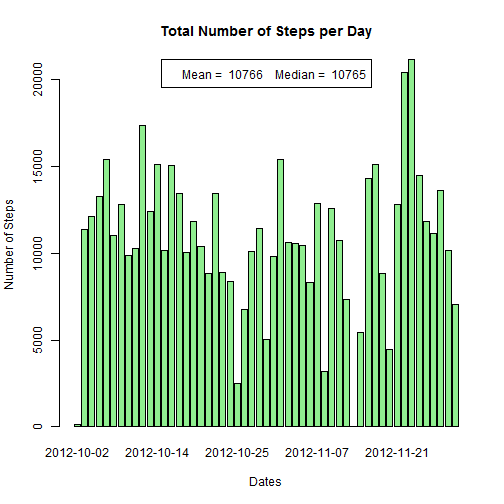 Total Number of Steps per Day
Mean = 10766 Median = 10765
Number of Steps
20000
15000
10000
5000
0
2012-10-02 2012-10-14 2012-10-25 2012-11-07 2012-11-21
Dates